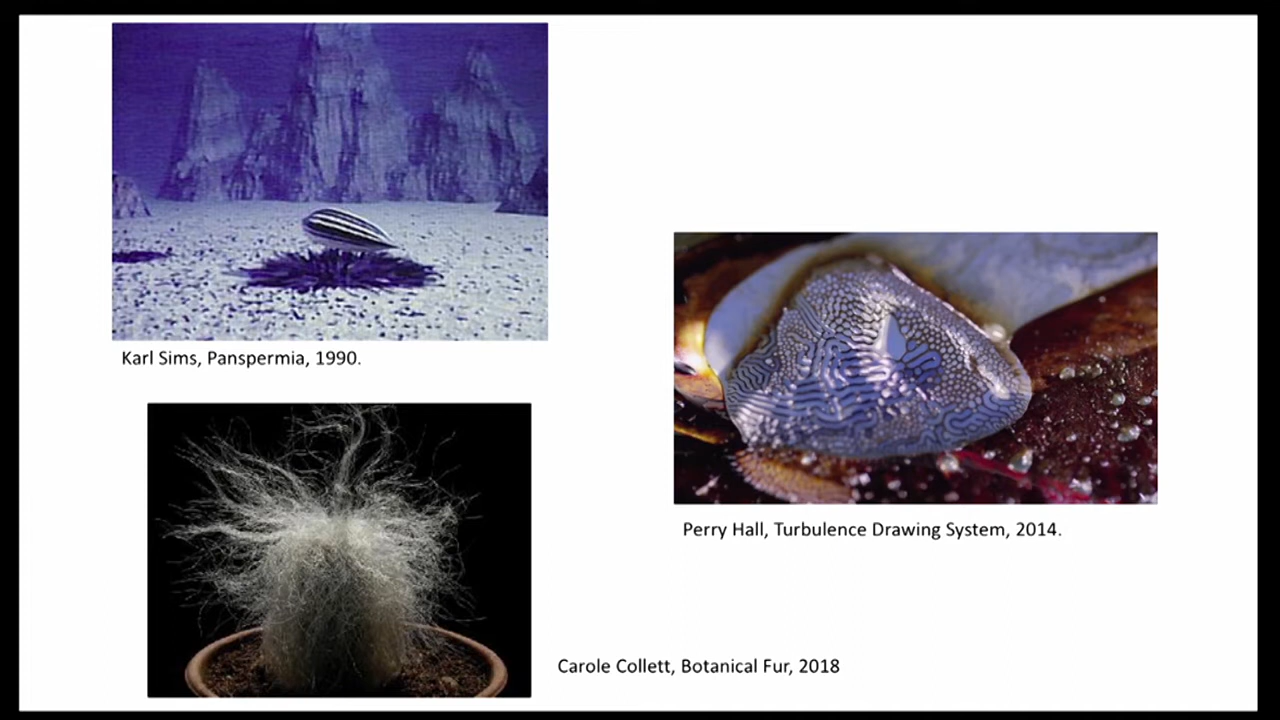 Karl Sims, Panspermia, 1990.
Perry Hall, Turbulence Drawing System, 2014.
Carole Collett, Botanical Fur, 2018